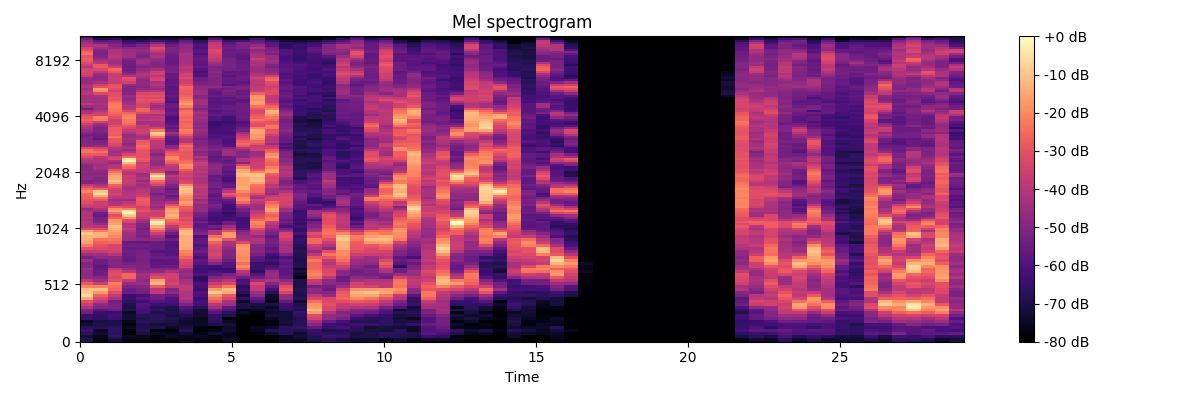 Mel spectrogram
+0 dB
8192
-10 dB
4096
-20 dB
-30 dB
2048
Hz
-40 dB
1024
-50 dB
-60 dB
512
-70 dB
0
-80 dB
0 5 10 15 20 25
Time